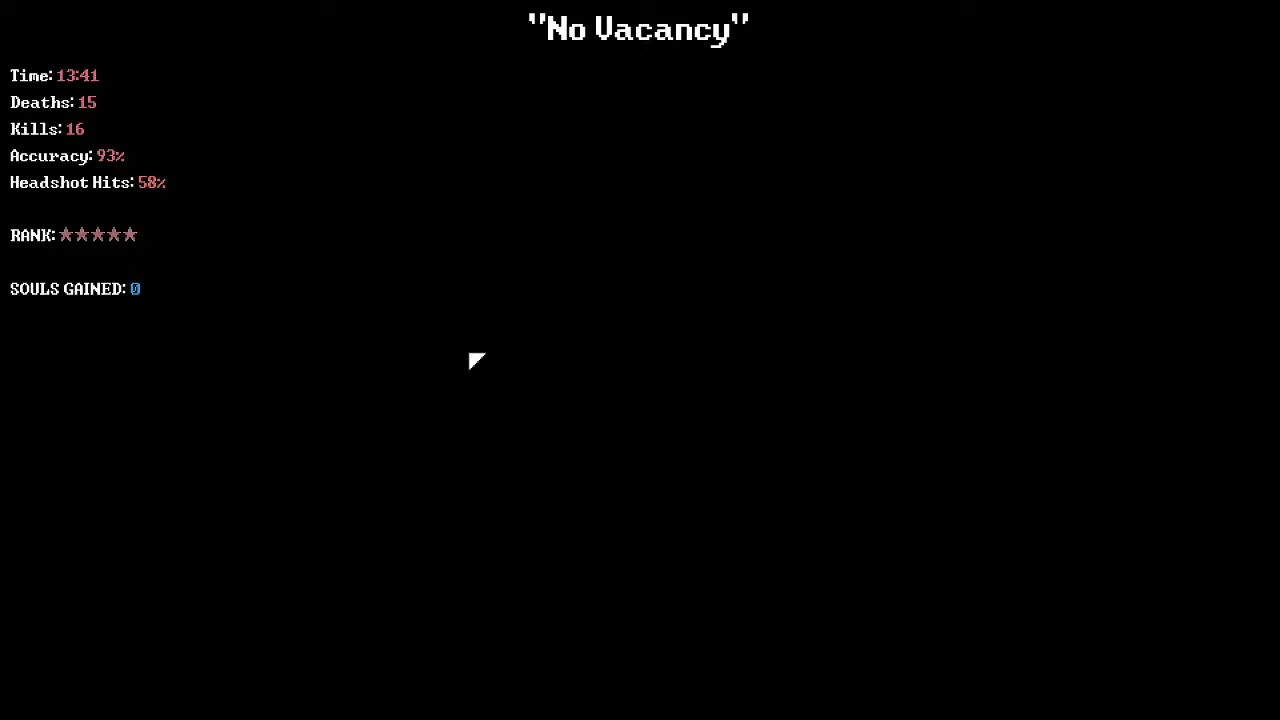 "No Vacancy"
Time: 13:41
Deaths: 15
Kills: 16
Accuracy: 93%
Headshot Hits: 58%
RANK: ★★★★★
SOULS GAINED: 0